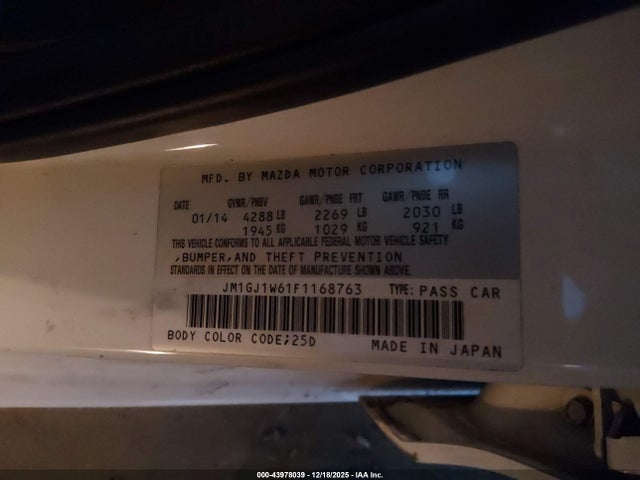 MFD. BY MAZDA MOTOR CORPORATION
DATE GVWR/PNBV GAWR/PNBE FRT GAWR/PNBE RR
01/14 4288 LB 2269 LB 2030 LB
1945 KG 1029 KG 921 KG
THIS VEHICLE CONFORMS TO ALL APPLICABLE FEDERAL MOTOR VEHICLE SAFETY
,BUMPER,AND THEFT PREVENTION
STANDARDS IN EFFECT ON THE DATE OF MANUFACTURE SHOWN ABOVE.
JM1GJ1W61F1168763 TYPE: PASS CAR
BODY COLOR CODE;25D
MADE IN JAPAN
000-43978039 - 12/18/2025 - IAA Inc.